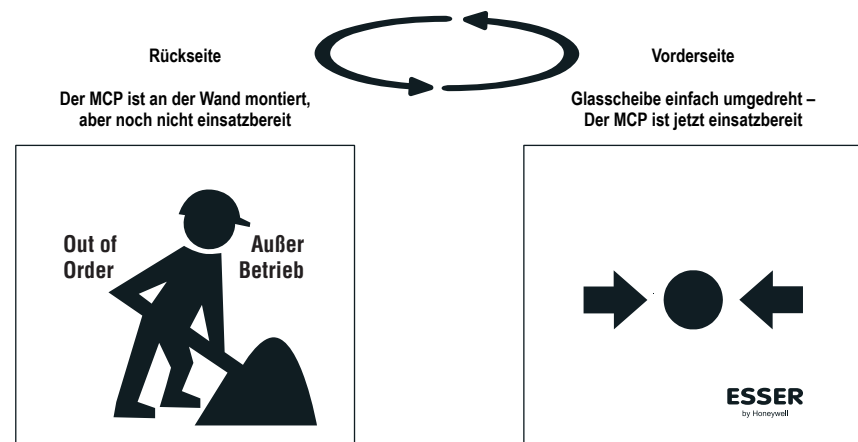 Rückseite
Der MCP ist an der Wand montiert,
aber noch nicht einsatzbereit
Out of
Order
Außer
Betrieb
Vorderseite
Glasscheibe einfach umgedreht –
Der MCP ist jetzt einsatzbereit
ESSER
by Honeywell